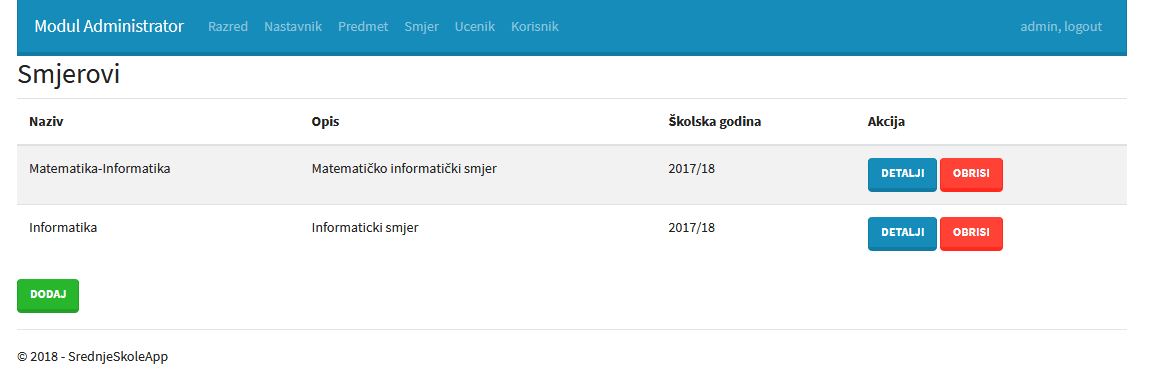 Modul Administrator Razred Nastavnik Predmet Smjer Ucenik Korisnik admin, logout
Smjerovi
Naziv Opis Školska godina Akcija
Matematika-Informatika Matematičko informatički smjer 2017/18 DETALJI OBRISI
Informatika Informaticki smjer 2017/18 DETALJI OBRISI
DODAJ
© 2018 - SrednjeSkoleApp